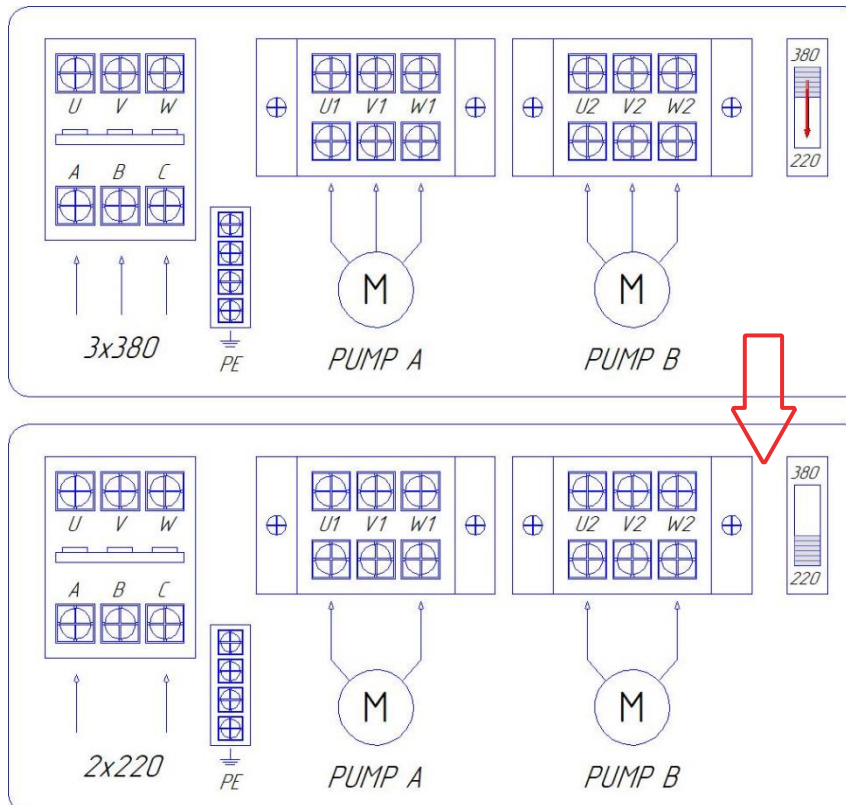 U V W
A B C
3x380
PE
U1 V1 W1
M
PUMP A
U2 V2 W2
M
PUMP B
380
220
U V W
A B C
2x220
PE
U1 V1 W1
M
PUMP A
U2 V2 W2
M
PUMP B
380
220